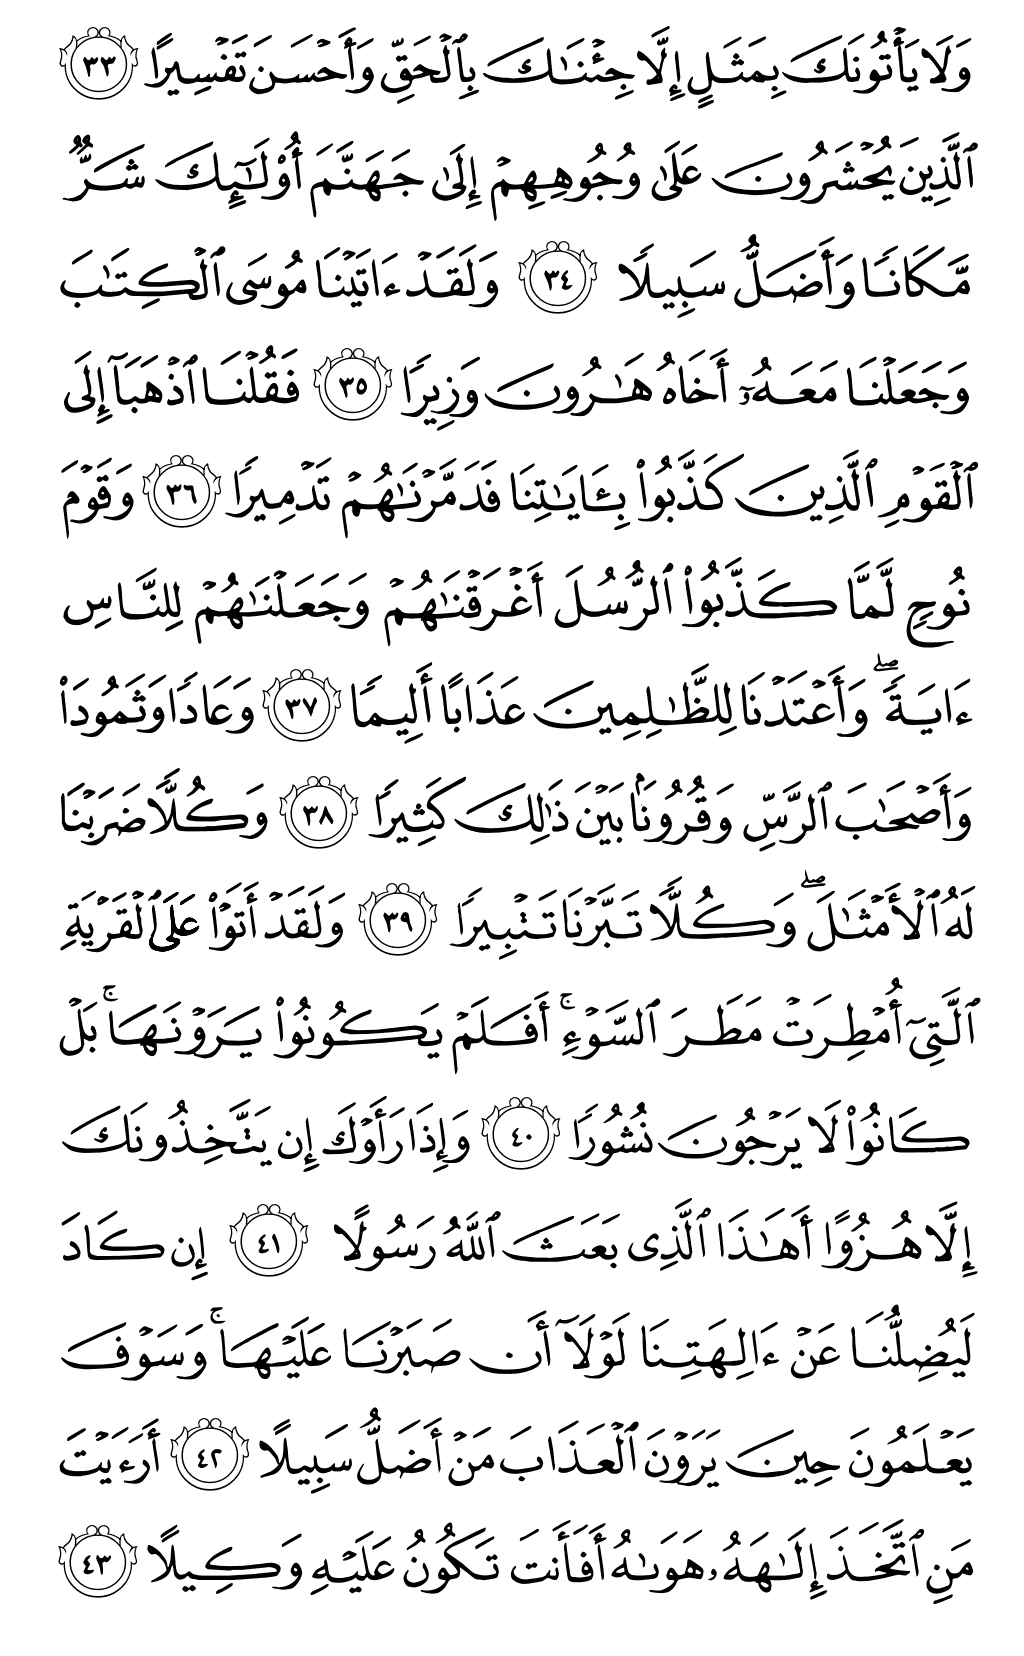 وَلَا يَأْتُونَكَ بِمَثَلٍ إِلَّا جِئْنَٰكَ بِٱلْحَقِّ وَأَحْسَنَ تَفْسِيرًا ٣٣
ٱلَّذِينَ يُحْشَرُونَ عَلَىٰ وُجُوهِهِمْ إِلَىٰ جَهَنَّمَ أُو۟لَٰٓئِكَ شَرٌّ
مَّكَانًا وَأَضَلُّ سَبِيلًا ٣٤ وَلَقَدْ ءَاتَيْنَا مُوسَى ٱلْكِتَٰبَ
وَجَعَلْنَا مَعَهُۥٓ أَخَاهُ هَٰرُونَ وَزِيرًا ٣٥ فَقُلْنَا ٱذْهَبَآ إِلَى
ٱلْقَوْمِ ٱلَّذِينَ كَذَّبُوا۟ بِـَٔايَٰتِنَا فَدَمَّرْنَٰهُمْ تَدْمِيرًا ٣٦ وَقَوْمَ
نُوحٍ لَّمَّا كَذَّبُوا۟ ٱلرُّسُلَ أَغْرَقْنَٰهُمْ وَجَعَلْنَٰهُمْ لِلنَّاسِ
ءَايَةً ۖ وَأَعْتَدْنَا لِلظَّٰلِمِينَ عَذَابًا أَلِيمًا ٣٧ وَعَادًا وَثَمُودَا۟
وَأَصْحَٰبَ ٱلرَّسِّ وَقُرُونًۢا بَيْنَ ذَٰلِكَ كَثِيرًا ٣٨ وَكُلًّا ضَرَبْنَا
لَهُ ٱلْأَمْثَٰلَ ۖ وَكُلًّا تَبَّرْنَا تَتْبِيرًا ٣٩ وَلَقَدْ أَتَوْا۟ عَلَى ٱلْقَرْيَةِ
ٱلَّتِىٓ أُمْطِرَتْ مَطَرَ ٱلسَّوْءِ ۚ أَفَلَمْ يَكُونُوا۟ يَرَوْنَهَا ۚ بَلْ
كَانُوا۟ لَا يَرْجُونَ نُشُورًا ٤٠ وَإِذَا رَأَوْكَ إِن يَتَّخِذُونَكَ
إِلَّا هُزُوًا أَهَٰذَا ٱلَّذِى بَعَثَ ٱللَّهُ رَسُولًا ٤١ إِن كَادَ
لَيُضِلُّنَا عَنْ ءَالِهَتِنَا لَوْلَآ أَن صَبَرْنَا عَلَيْهَا ۚ وَسَوْفَ
يَعْلَمُونَ حِينَ يَرَوْنَ ٱلْعَذَابَ مَنْ أَضَلُّ سَبِيلًا ٤٢ أَرَءَيْتَ
مَنِ ٱتَّخَذَ إِلَٰهَهُۥ هَوَىٰهُ أَفَأَنتَ تَكُونُ عَلَيْهِ وَكِيلًا ٤٣